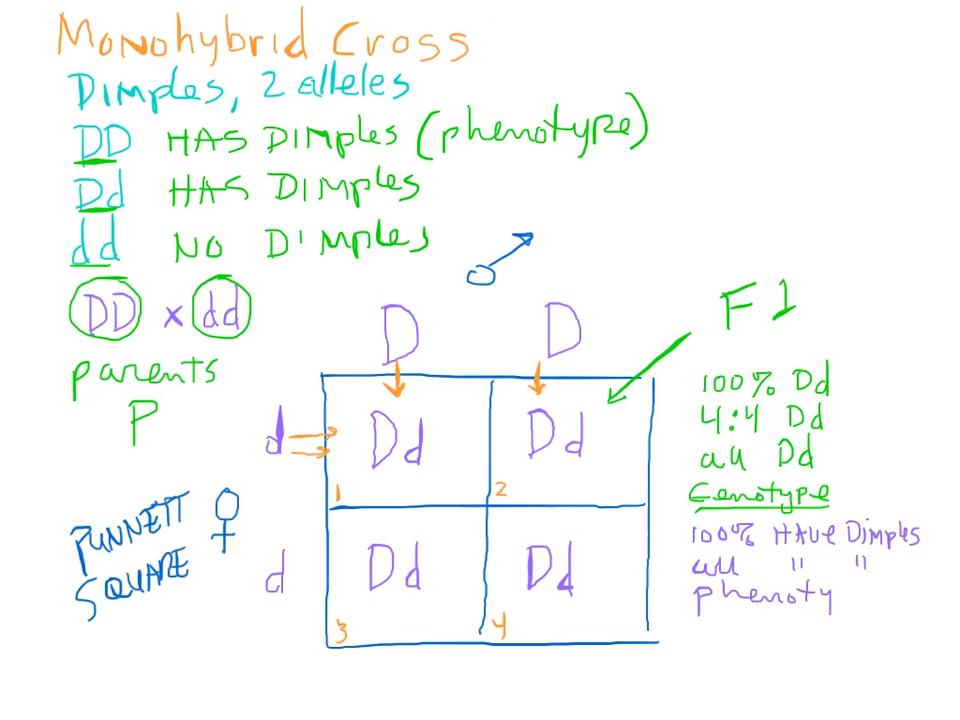 Monohybrid Cross
Dimples, 2 alleles
DD HAS DIMPLES (phenotype)
Dd HAS DIMPLES
dd NO DIMPLES
DD x dd
parents
P
F1
D D
d Dd Dd
1 2
d Dd Dd
3 4
PUNNETT
SQUARE
100% Dd
4:4 Dd
all Dd
Genotype
100% HAVE Dimples
all " "
phenoty